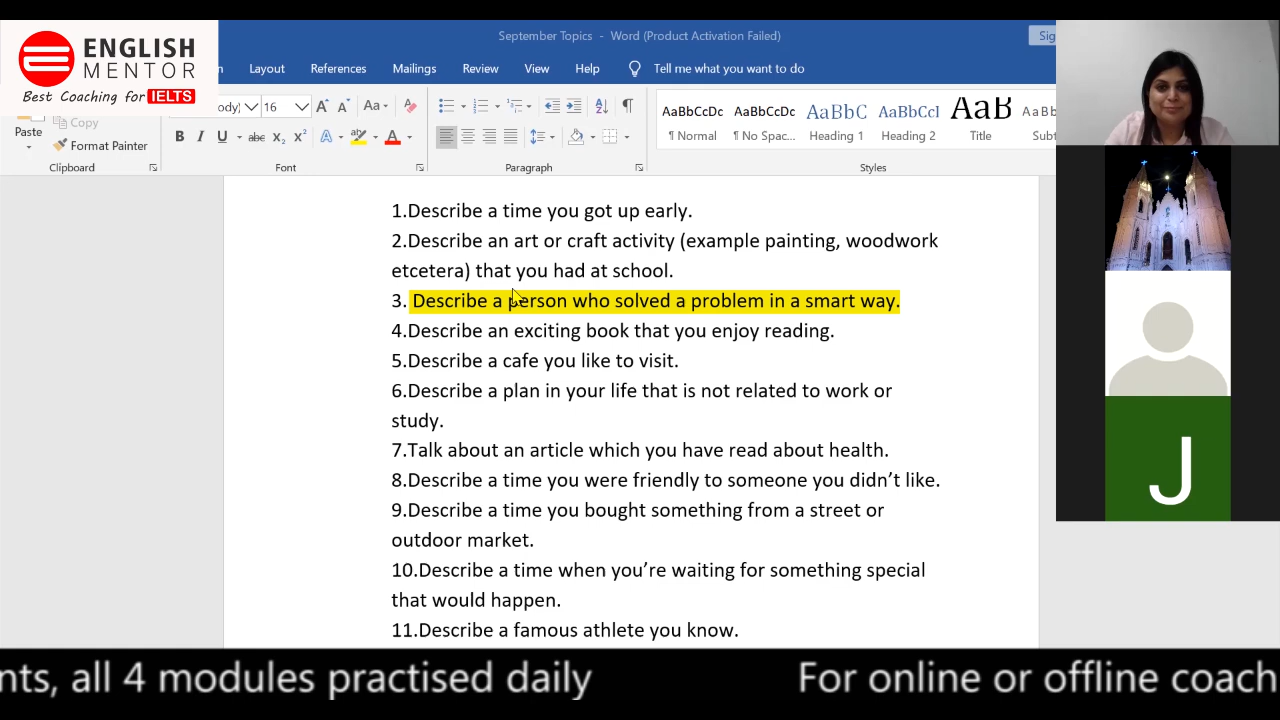 ENGLISH
MENTOR
Best Coaching for IELTS
September Topics - Word (Product Activation Failed)
Sig
Layout References Mailings Review View Help Tell me what you want to do
16 Aa
Paste
Copy
Format Painter
B I U abc X₂ X² A A
Clipboard Font Paragraph Styles
AaBbCcDc AaBbCcDc AaBbC AaBbCcI AaB
¶ Normal ¶ No Spac... Heading 1 Heading 2 Title
1.Describe a time you got up early.
2.Describe an art or craft activity (example painting, woodwork
etcetera) that you had at school.
3. Describe a person who solved a problem in a smart way.
4.Describe an exciting book that you enjoy reading.
5.Describe a cafe you like to visit.
6.Describe a plan in your life that is not related to work or
study.
7.Talk about an article which you have read about health.
8.Describe a time you were friendly to someone you didn’t like.
9.Describe a time you bought something from a street or
outdoor market.
10.Describe a time when you’re waiting for something special
that would happen.
11.Describe a famous athlete you know.
J
nts, all 4 modules practised daily For online or offline coach